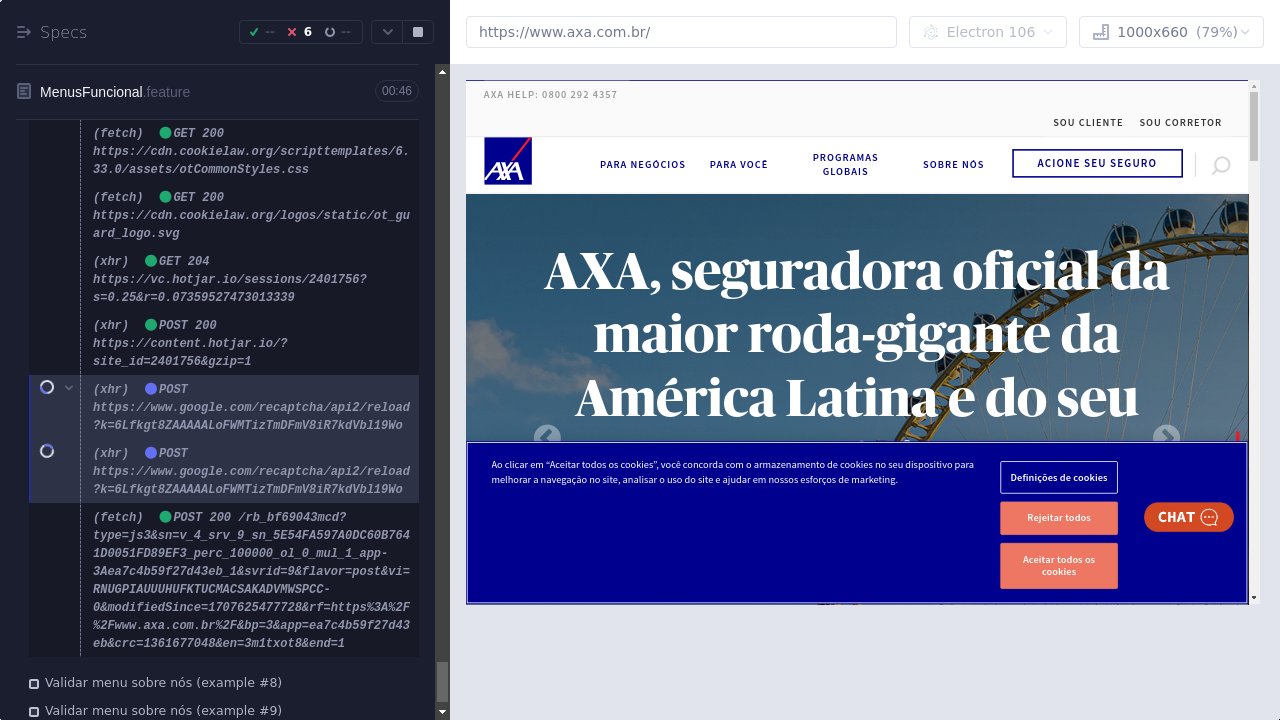 Specs
--
6
--
https://www.axa.com.br/
Electron 106
1000x660 (79%)
MenusFuncional.feature
00:46
(fetch) GET 200
https://cdn.cookielaw.org/scripttemplates/6.
33.0/assets/otCommonStyles.css
(fetch) GET 200
https://cdn.cookielaw.org/logos/static/ot_gu
ard_logo.svg
(xhr) GET 204
https://vc.hotjar.io/sessions/2401756?
s=0.25&r=0.07359527473013339
(xhr) POST 200
https://content.hotjar.io/?
site_id=2401756&gzip=1
(xhr) POST
https://www.google.com/recaptcha/api2/reload
?k=6Lfkgt8ZAAAAALoFWMTizTmDFmV8iR7kdVbl19Wo
(xhr) POST
https://www.google.com/recaptcha/api2/reload
?k=6Lfkgt8ZAAAAALoFWMTizTmDFmV8iR7kdVbl19Wo
(fetch) POST 200 /rb_bf69043mcd?
type=js3&sn=v_4_srv_9_sn_5E54FA597A0DC60B764
1D0051FD89EF3_perc_100000_ol_0_mul_1_app-
3Aea7c4b59f27d43eb_1&svrid=9&flavor=post&vi=
RNUGPIAUUUHUFKTUCMACSAKADVMWSPCC-
0&modifiedSince=1707625477728&rf=https%3A%2F
%2Fwww.axa.com.br%2F&bp=3&app=ea7c4b59f27d43
eb&crc=1361677048&en=3m1txot8&end=1
Validar menu sobre nós (example #8)
Validar menu sobre nós (example #9)
AXA HELP: 0800 292 4357
SOU CLIENTE
SOU CORRETOR
AXA
PARA NEGÓCIOS
PARA VOCÊ
PROGRAMAS
GLOBAIS
SOBRE NÓS
ACIONE SEU SEGURO
AXA, seguradora oficial da
maior roda-gigante da
América Latina e do seu
Ao clicar em “Aceitar todos os cookies”, você concorda com o armazenamento de cookies no seu dispositivo para
melhorar a navegação no site, analisar o uso do site e ajudar em nossos esforços de marketing.
Definições de cookies
Rejeitar todos
Aceitar todos os
cookies
CHAT